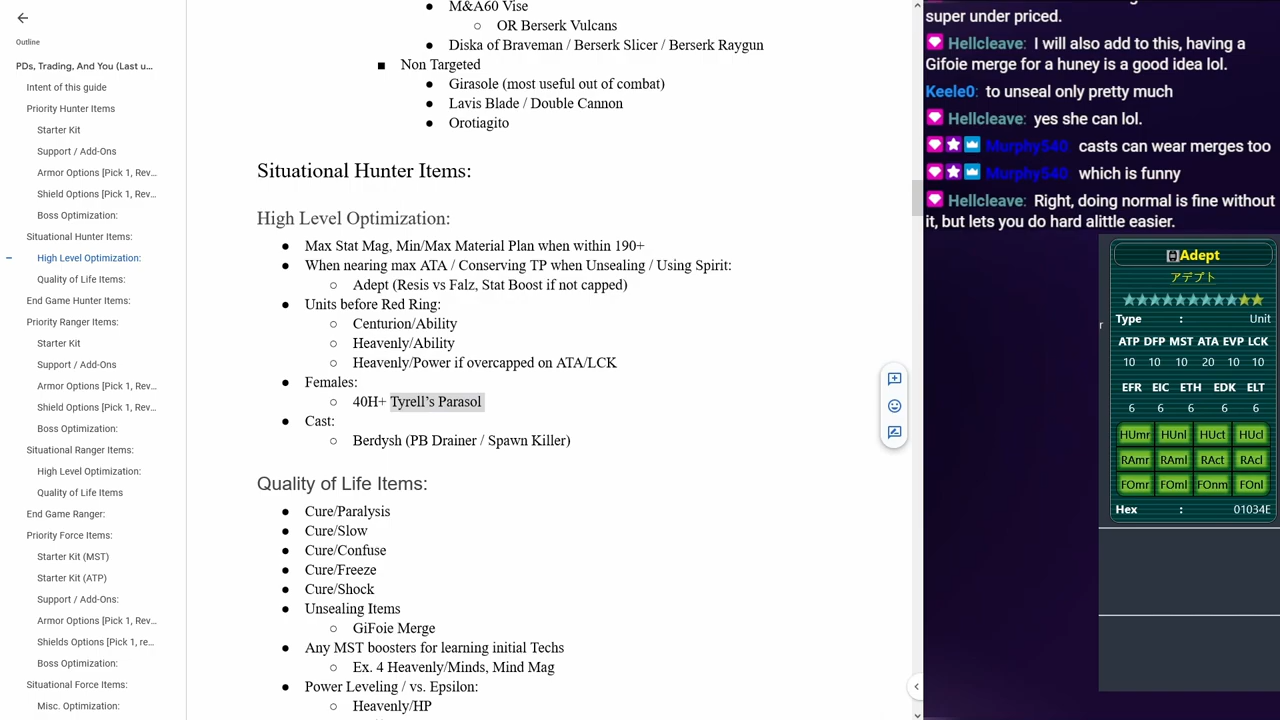 Outline
PDs, Trading, And You (Last u...
Intent of this guide
Priority Hunter Items
Starter Kit
Support / Add-Ons
Armor Options [Pick 1, Rev...
Shield Options [Pick 1, Rev...
Boss Optimization:
Situational Hunter Items:
High Level Optimization:
Quality of Life Items:
End Game Hunter Items:
Priority Ranger Items:
Starter Kit
Support / Add-Ons
Armor Options [Pick 1, Rev...
Shield Options [Pick 1, Rev...
Boss Optimization:
Situational Ranger Items:
High Level Optimization:
Quality of Life Items
End Game Ranger:
Priority Force Items:
Starter Kit (MST)
Starter Kit (ATP)
Support / Add-Ons:
Armor Options [Pick 1, Rev...
Shields Options [Pick 1, re...
Boss Optimization:
Situational Force Items:
Misc. Optimization:
M&A60 Vise
OR Berserk Vulcans
Diska of Braveman / Berserk Slicer / Berserk Raygun
Non Targeted
Girasole (most useful out of combat)
Lavis Blade / Double Cannon
Orotiagito
Situational Hunter Items:
High Level Optimization:
Max Stat Mag, Min/Max Material Plan when within 190+
When nearing max ATA / Conserving TP when Unsealing / Using Spirit:
Adept (Resis vs Falz, Stat Boost if not capped)
Units before Red Ring:
Centurion/Ability
Heavenly/Ability
Heavenly/Power if overcapped on ATA/LCK
Females:
40H+ Tyrell's Parasol
Cast:
Berdysh (PB Drainer / Spawn Killer)
Quality of Life Items:
Cure/Paralysis
Cure/Slow
Cure/Confuse
Cure/Freeze
Cure/Shock
Unsealing Items
GiFoie Merge
Any MST boosters for learning initial Techs
Ex. 4 Heavenly/Minds, Mind Mag
Power Leveling / vs. Epsilon:
Heavenly/HP
super under priced.
Hellcleave: I will also add to this, having a
Gifoie merge for a huney is a good idea lol.
Keele0: to unseal only pretty much
Hellcleave: yes she can lol.
Murphy540: casts can wear merges too
Murphy540: which is funny
Hellcleave: Right, doing normal is fine without
it, but lets you do hard alittle easier.
Adept
アデプト
Type : Unit
ATP DFP MST ATA EVP LCK
10 10 10 20 10 10
EFR EIC ETH EDK ELT
6 6 6 6 6
HUmr HUnl HUct HUcl
RAmr RAml RAct RAcl
FOmr FOml FOnm FOnl
Hex : 01034E